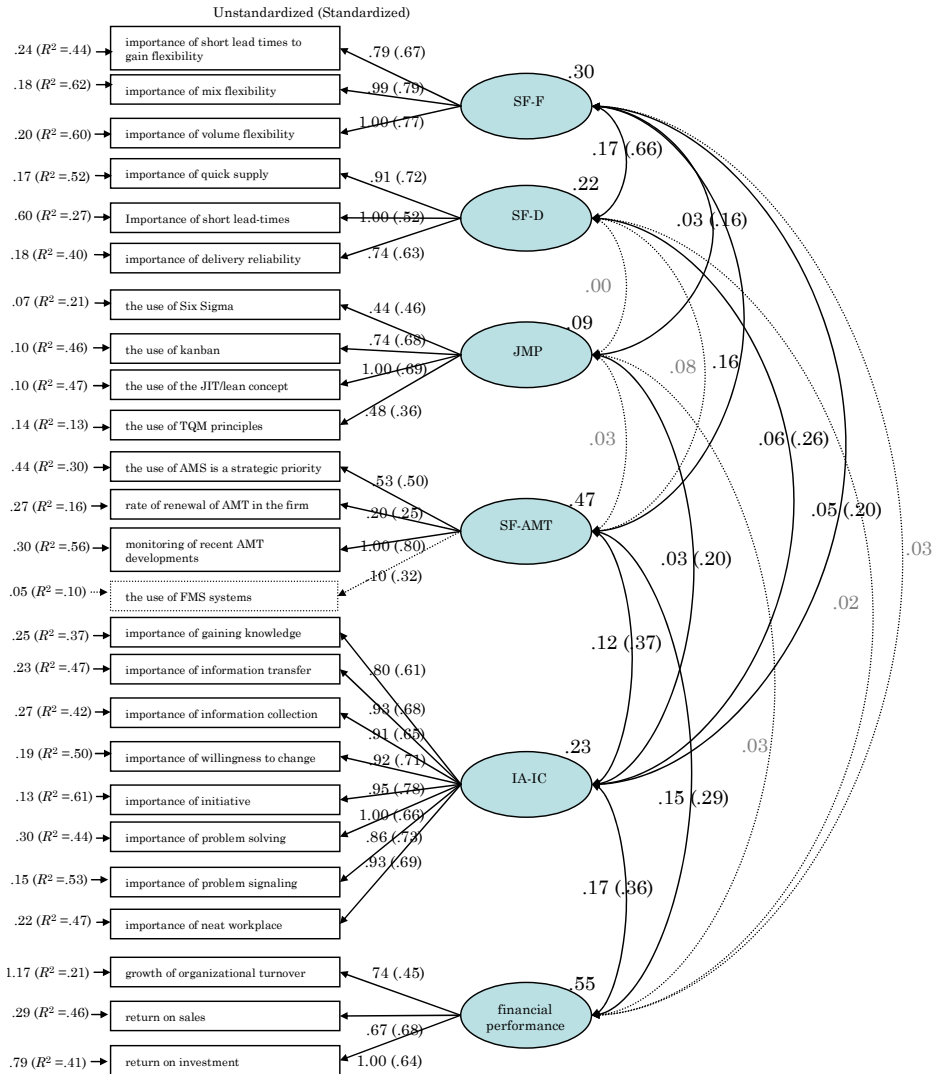 Unstandardized (Standardized)
.24 (R² =.44)
importance of short lead times to
gain flexibility
.79 (.67)
.18 (R² =.62)
importance of mix flexibility
.99 (.79)
.20 (R² =.60)
importance of volume flexibility
1.00 (.77)
SF-F
.30
.17 (R² =.52)
importance of quick supply
.91 (.72)
.60 (R² =.27)
Importance of short lead-times
1.00 (.52)
.18 (R² =.40)
importance of delivery reliability
.74 (.63)
SF-D
.22
.17 (.66)
.03 (.16)
.07 (R² =.21)
the use of Six Sigma
.44 (.46)
.10 (R² =.46)
the use of kanban
.74 (.68)
.10 (R² =.47)
the use of the JIT/lean concept
1.00 (.69)
.14 (R² =.13)
the use of TQM principles
.48 (.36)
JMP
.09
.00
.08
.16
.44 (R² =.30)
the use of AMS is a strategic priority
.53 (.50)
.27 (R² =.16)
rate of renewal of AMT in the firm
.20 (.25)
.30 (R² =.56)
monitoring of recent AMT
developments
1.00 (.80)
.05 (R² =.10)
the use of FMS systems
.10 (.32)
SF-AMT
.47
.03
.06 (.26)
.05 (.20)
.03 (.20)
.03
.02
.25 (R² =.37)
importance of gaining knowledge
.80 (.61)
.23 (R² =.47)
importance of information transfer
.93 (.68)
.27 (R² =.42)
importance of information collection
.91 (.65)
.19 (R² =.50)
importance of willingness to change
.92 (.71)
.13 (R² =.61)
importance of initiative
.95 (.78)
.30 (R² =.44)
importance of problem solving
1.00 (.66)
.15 (R² =.53)
importance of problem signaling
.86 (.73)
.22 (R² =.47)
importance of neat workplace
.93 (.69)
IA-IC
.23
.12 (.37)
.03
.15 (.29)
.17 (.36)
1.17 (R² =.21)
growth of organizational turnover
.74 (.45)
.29 (R² =.46)
return on sales
.67 (.68)
.79 (R² =.41)
return on investment
1.00 (.64)
financial
performance
.55